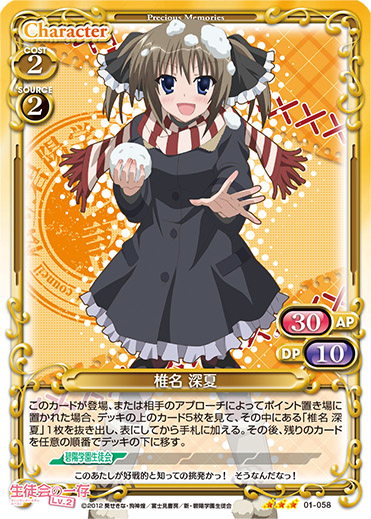 Precious Memories
Character
COST
2
SOURCE
2
30 AP
DP 10
椎名 深夏
このカードが登場、または相手のアプローチによってポイント置き場に
置かれた場合、デッキの上のカード5枚を見て、その中にある「椎名 深
夏」1枚を抜き出し、表にしてから手札に加える。その後、残りのカード
を任意の順番でデッキの下に移す。
碧陽学園生徒会
このあたしが好戦的と知っての挑発かっ！ そうなんだなっ！
生徒会の一存
Lv.2
©2012 葵せきな・狗神煌／富士見書房／新・碧陽学園生徒会
01-058